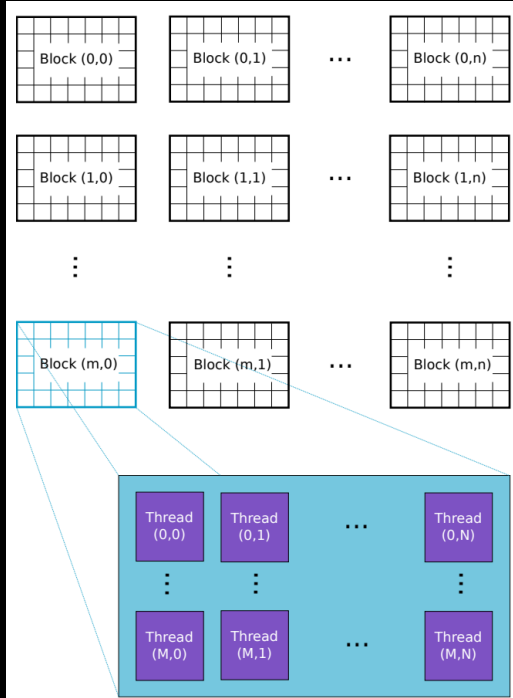 Block (0,0) Block (0,1) ... Block (0,n)
Block (1,0) Block (1,1) ... Block (1,n)
⋮ ⋮ ⋮
Block (m,0) Block (m,1) ... Block (m,n)
Thread Thread ... Thread
(0,0) (0,1) (0,N)
⋮ ⋮ ⋮
Thread Thread ... Thread
(M,0) (M,1) (M,N)